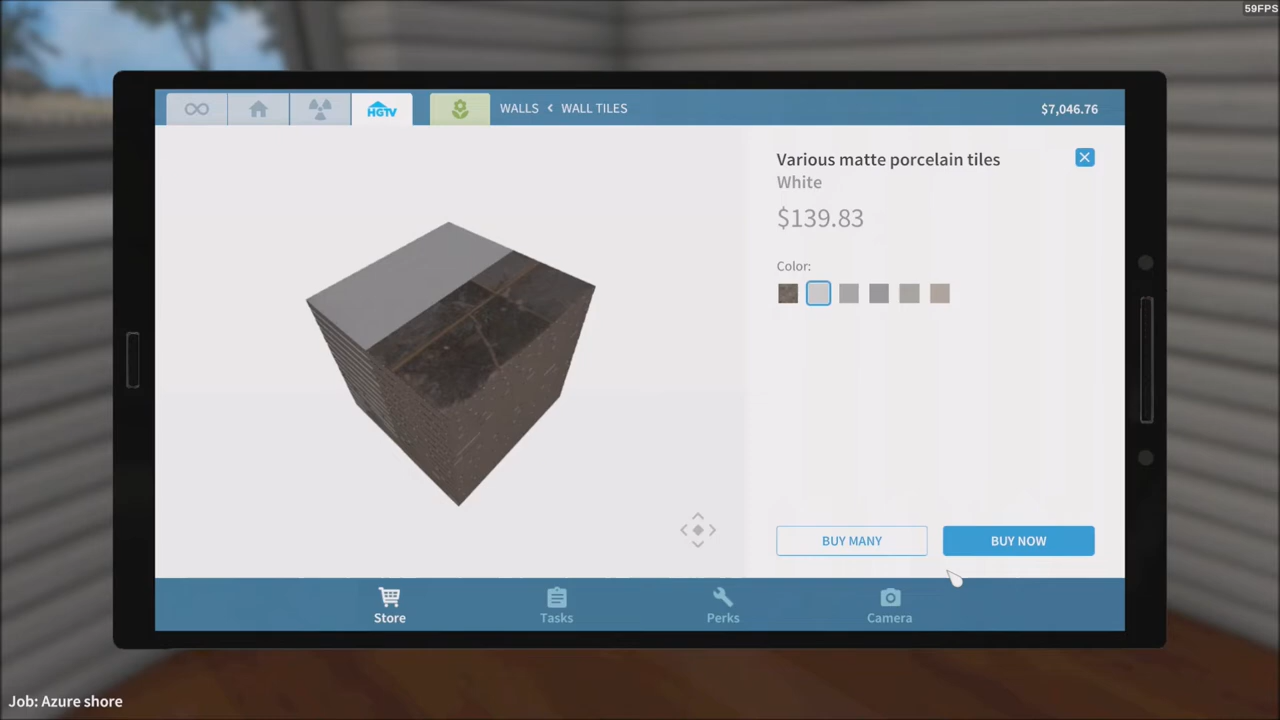 59FPS
HGTV
WALLS < WALL TILES
$7,046.76
Various matte porcelain tiles
White
$139.83
Color:
BUY MANY
BUY NOW
Store
Tasks
Perks
Camera
Job: Azure shore